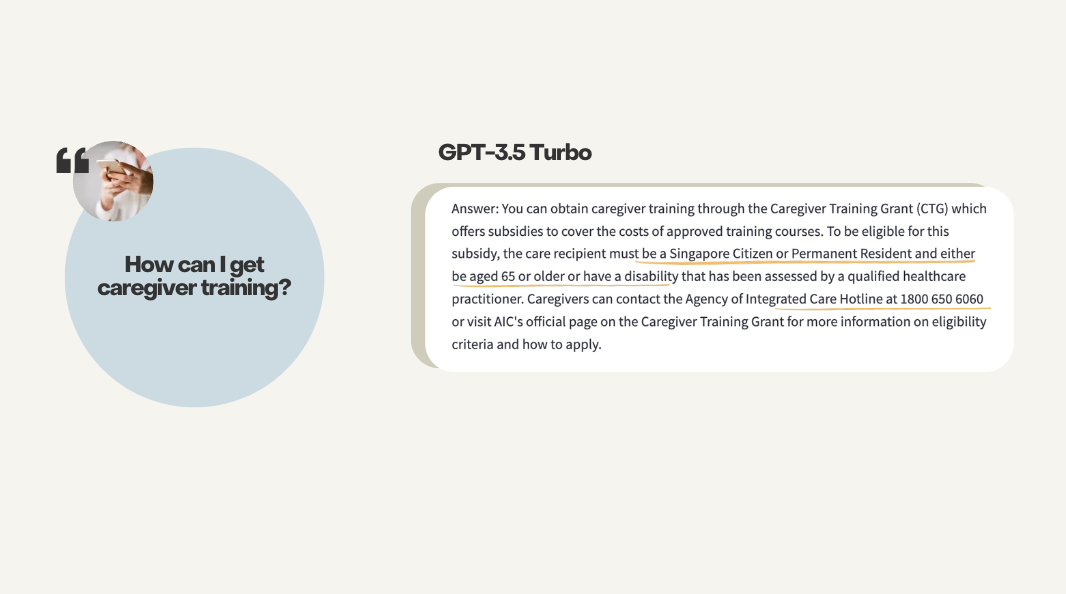 “
How can I get
caregiver training?
GPT-3.5 Turbo
Answer: You can obtain caregiver training through the Caregiver Training Grant (CTG) which
offers subsidies to cover the costs of approved training courses. To be eligible for this
subsidy, the care recipient must be a Singapore Citizen or Permanent Resident and either
be aged 65 or older or have a disability that has been assessed by a qualified healthcare
practitioner. Caregivers can contact the Agency of Integrated Care Hotline at 1800 650 6060
or visit AIC's official page on the Caregiver Training Grant for more information on eligibility
criteria and how to apply.